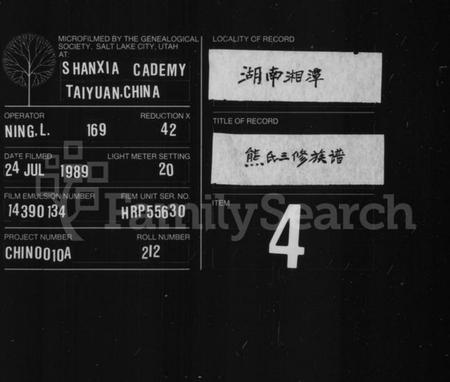 MICROFILMED BY THE GENEALOGICAL
SOCIETY, SALT LAKE CITY, UTAH
AT:
SHANXIA CADEMY
TAIYUAN.CHINA
OPERATOR REDUCTION X
NING.L. 169 42
DATE FILMED LIGHT METER SETTING
24 JUL 1989 20
FILM EMULSION NUMBER FILM UNIT SER. NO.
14390134 HRP55630
PROJECT NUMBER ROLL NUMBER
CHIN0010A 212
LOCALITY OF RECORD
湖南湘潭
TITLE OF RECORD
熊氏三修族譜
ITEM
4
FamilySearch